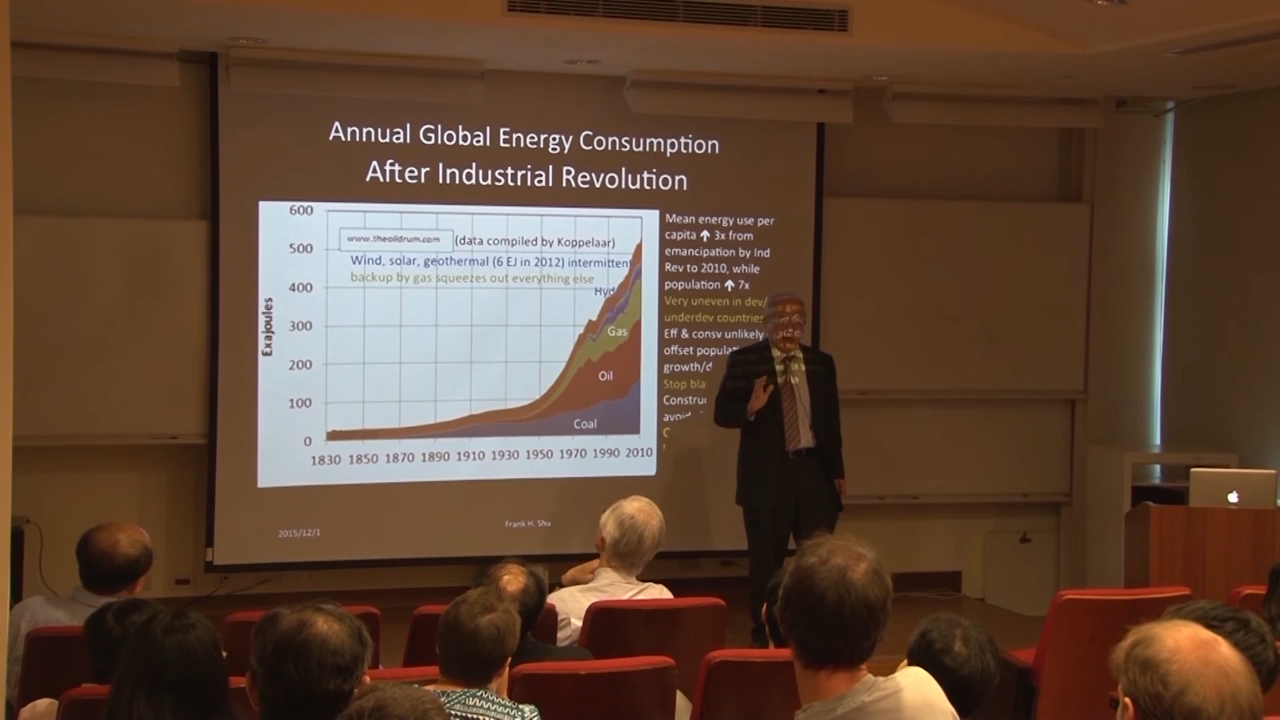 Annual Global Energy Consumption
After Industrial Revolution
600
500
400
300
200
100
0
Exajoules
www.theoildrum.com (data compiled by Koppelaar)
Wind, solar, geothermal (6 EJ in 2012) intermittent
backup by gas squeezes out everything else
Hyd
Gas
Oil
Coal
1830 1850 1870 1890 1910 1930 1950 1970 1990 2010
Mean energy use per
capita ↑ 3x from
emancipation by Ind
Rev to 2010, while
population ↑ 7x
Very uneven in dev/
underdev countries
Eff & consv unlikely
offset popula
growth/d
Stop bla
Construc
avoid
C
2015/12/1
Frank H. Shu